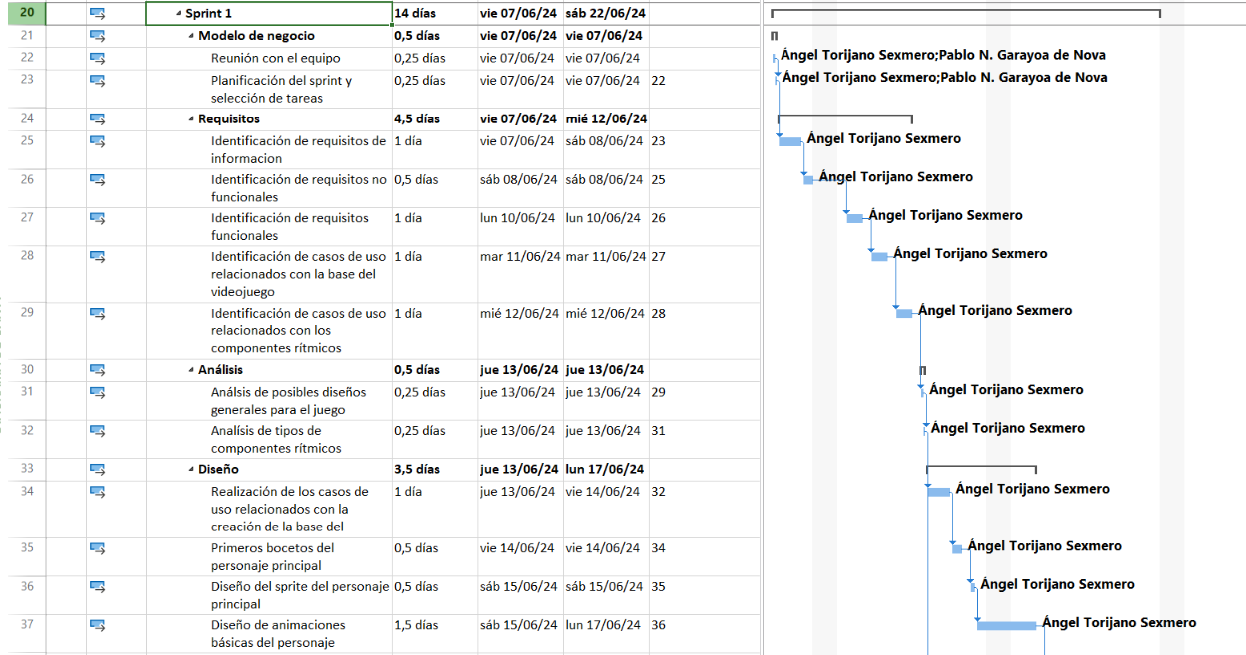 20 Sprint 1 14 días vie 07/06/24 sáb 22/06/24
21 Modelo de negocio 0,5 días vie 07/06/24 vie 07/06/24
22 Reunión con el equipo 0,25 días vie 07/06/24 vie 07/06/24 Ángel Torijano Sexmero;Pablo N. Garayoa de Nova
23 Planificación del sprint y 0,25 días vie 07/06/24 vie 07/06/24 22 Ángel Torijano Sexmero;Pablo N. Garayoa de Nova
selección de tareas
24 Requisitos 4,5 días vie 07/06/24 mié 12/06/24
25 Identificación de requisitos de 1 día vie 07/06/24 sáb 08/06/24 23 Ángel Torijano Sexmero
informacion
26 Identificación de requisitos no 0,5 días sáb 08/06/24 sáb 08/06/24 25 Ángel Torijano Sexmero
funcionales
27 Identificación de requisitos 1 día lun 10/06/24 lun 10/06/24 26 Ángel Torijano Sexmero
funcionales
28 Identificación de casos de uso 1 día mar 11/06/24 mar 11/06/24 27 Ángel Torijano Sexmero
relacionados con la base del
videojuego
29 Identificación de casos de uso 1 día mié 12/06/24 mié 12/06/24 28 Ángel Torijano Sexmero
relacionados con los
componentes rítmicos
30 Análisis 0,5 días jue 13/06/24 jue 13/06/24
31 Análsis de posibles diseños 0,25 días jue 13/06/24 jue 13/06/24 29 Ángel Torijano Sexmero
generales para el juego
32 Analísis de tipos de 0,25 días jue 13/06/24 jue 13/06/24 31 Ángel Torijano Sexmero
componentes rítmicos
33 Diseño 3,5 días jue 13/06/24 lun 17/06/24
34 Realización de los casos de 1 día jue 13/06/24 vie 14/06/24 32 Ángel Torijano Sexmero
uso relacionados con la
creación de la base del
35 Primeros bocetos del 0,5 días vie 14/06/24 vie 14/06/24 34 Ángel Torijano Sexmero
personaje principal
36 Diseño del sprite del personaje 0,5 días sáb 15/06/24 sáb 15/06/24 35 Ángel Torijano Sexmero
principal
37 Diseño de animaciones 1,5 días sáb 15/06/24 lun 17/06/24 36 Ángel Torijano Sexmero
básicas del personaje